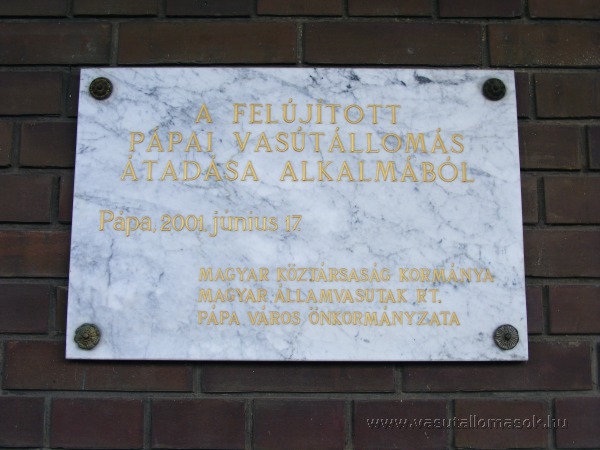 A FELÚJÍTOTT
PÁPAI VASÚTÁLLOMÁS
ÁTADÁSA ALKALMÁBÓL
Pápa, 2001. június 17.
MAGYAR KÖZTÁRSASÁG KORMÁNYA
MAGYAR ÁLLAMVASUTAK RT.
PÁPA VÁROS ÖNKORMÁNYZATA
www.vasutallomasok.hu